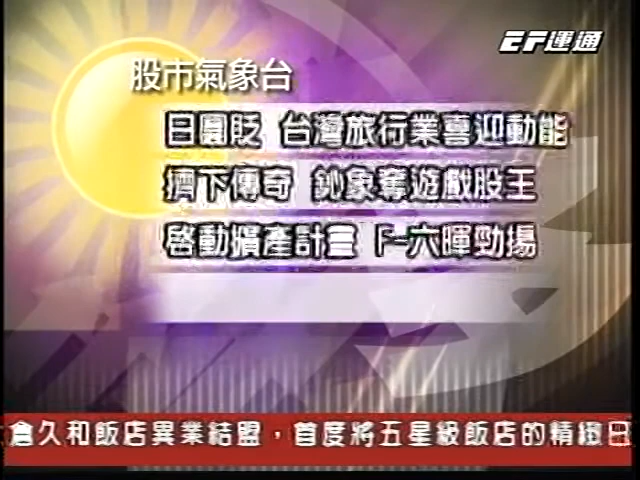 EF運通
股市氣象台
日圓貶 台灣旅行業喜迎動能
擠下傳奇 鈊象奪遊戲股王
啓動擴產計畫 F-六暉勁揚
倉久和飯店異業結盟，首度將五星級飯店的精緻日